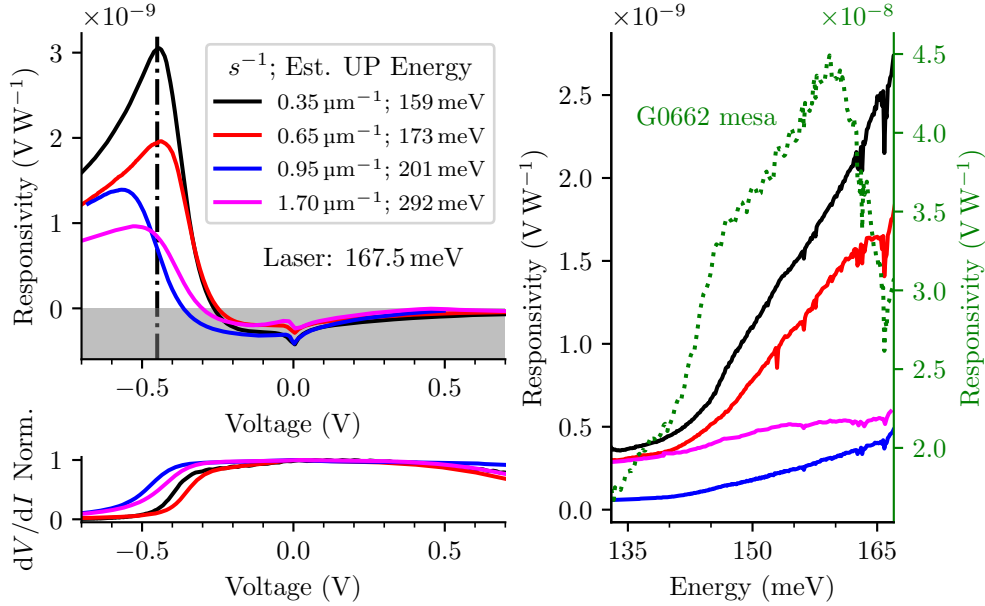 ×10⁻⁹
3
2
1
0
Responsivity (V W⁻¹)
s⁻¹; Est. UP Energy
0.35 μm⁻¹; 159 meV
0.65 μm⁻¹; 173 meV
0.95 μm⁻¹; 201 meV
1.70 μm⁻¹; 292 meV
Laser: 167.5 meV
−0.5
0.0
0.5
Voltage (V)
1
0
dV/dI Norm.
−0.5
0.0
0.5
Voltage (V)
×10⁻⁹
×10⁻⁸
2.5
2.0
1.5
1.0
0.5
0.0
Responsivity (V W⁻¹)
G0662 mesa
4.5
4.0
3.5
3.0
2.5
2.0
Responsivity (V W⁻¹)
135
150
165
Energy (meV)